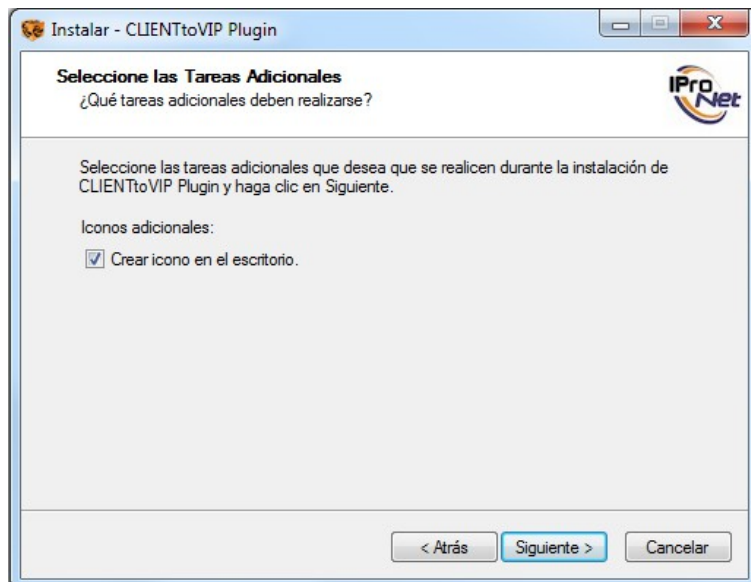 Instalar - CLIENTtoVIP Plugin
Seleccione las Tareas Adicionales
¿Qué tareas adicionales deben realizarse?
IProNet
Seleccione las tareas adicionales que desea que se realicen durante la instalación de
CLIENTtoVIP Plugin y haga clic en Siguiente.
Iconos adicionales:
Crear icono en el escritorio.
< Atrás
Siguiente >
Cancelar